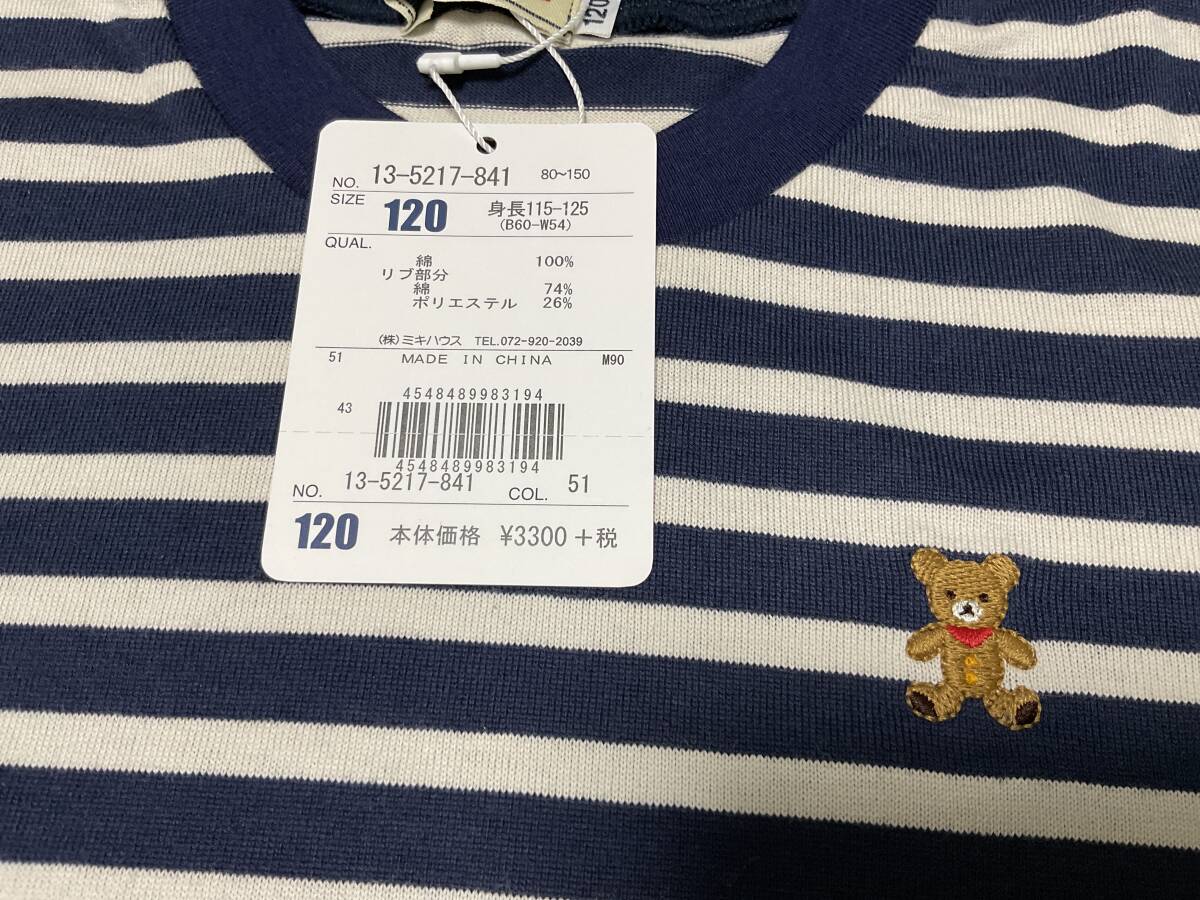 120
NO. 13-5217-841 80~150
SIZE 120 身長115-125
(B60-W54)
QUAL.
綿 100%
リブ部分
綿 74%
ポリエステル 26%
(株)ミキハウス TEL.072-920-2039
51 MADE IN CHINA M90
4548489983194
43
4548489983194
NO. 13-5217-841 COL. 51
120 本体価格 ¥3300+税